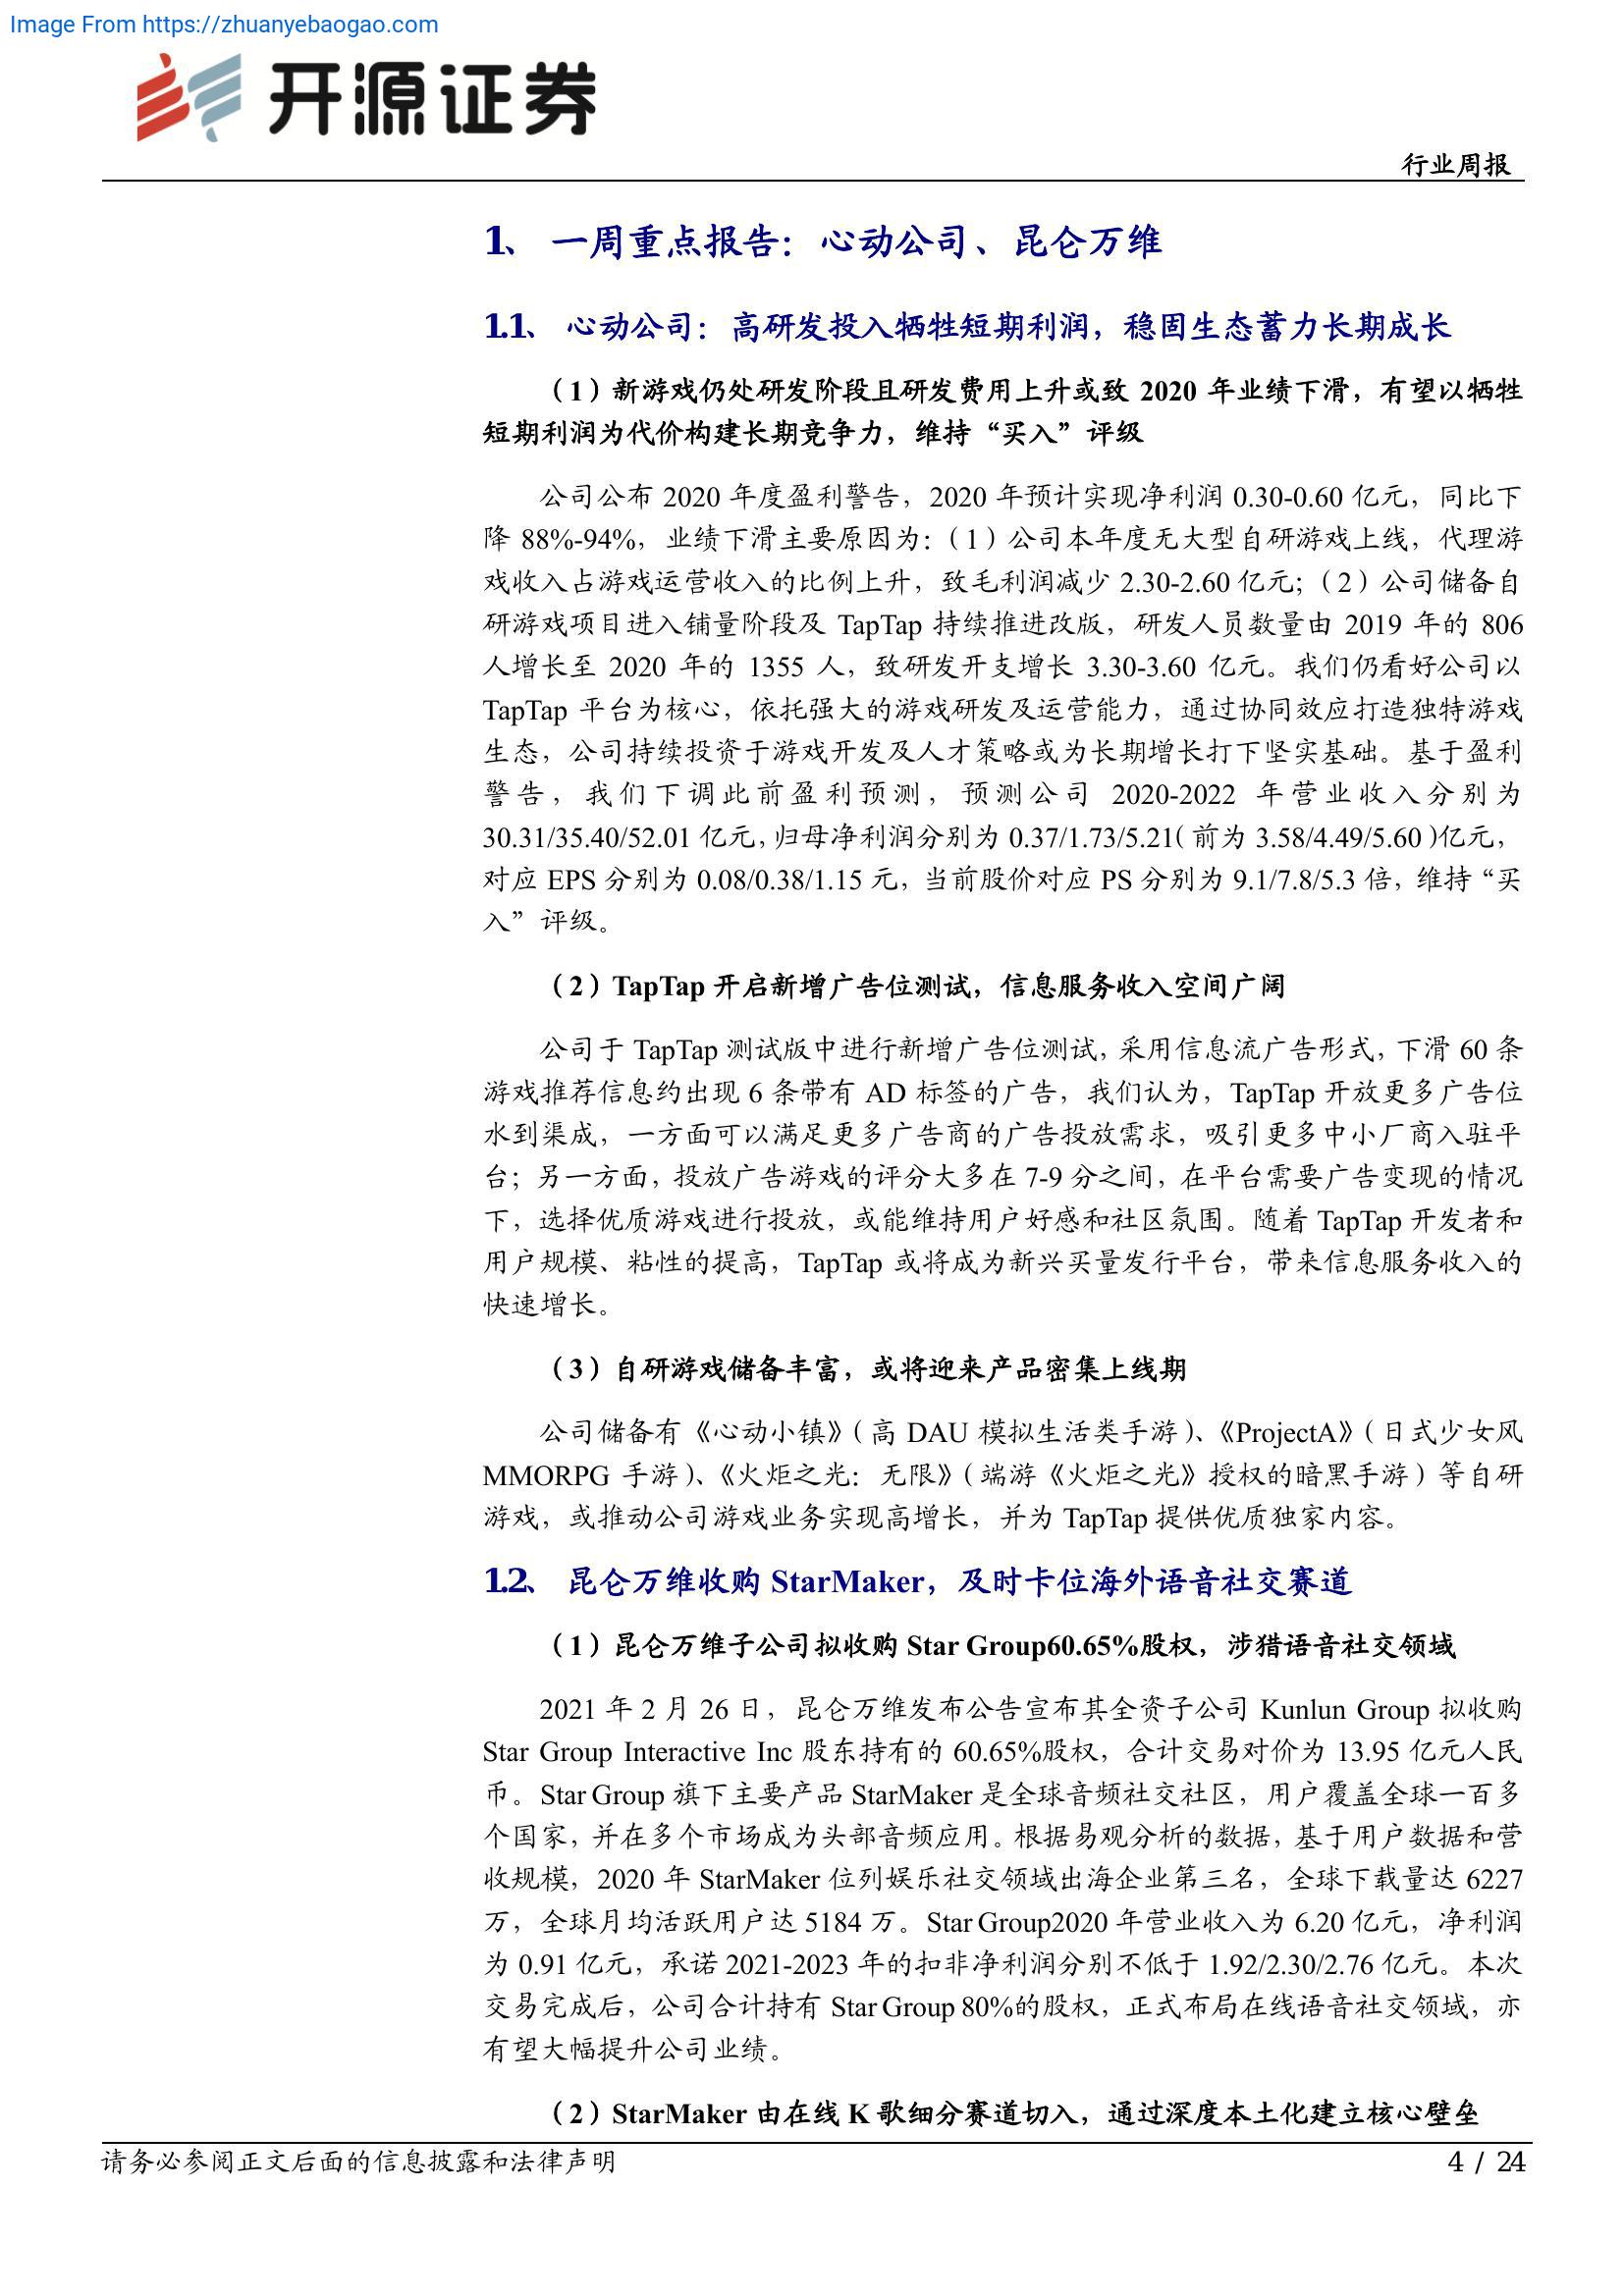 Image From https://zhuanyebaogao.com
开源证券
行业周报
1、 一周重点报告：心动公司、昆仑万维
1.1、 心动公司：高研发投入牺牲短期利润，稳固生态蓄力长期成长
（1）新游戏仍处研发阶段且研发费用上升或致 2020 年业绩下滑，有望以牺牲
短期利润为代价构建长期竞争力，维持“买入”评级
公司公布 2020 年度盈利警告，2020 年预计实现净利润 0.30-0.60 亿元，同比下
降 88%-94%，业绩下滑主要原因为：（1）公司本年度无大型自研游戏上线，代理游
戏收入占游戏运营收入的比例上升，致毛利润减少 2.30-2.60 亿元；（2）公司储备自
研游戏项目进入铺量阶段及 TapTap 持续推进改版，研发人员数量由 2019 年的 806
人增长至 2020 年的 1355 人，致研发开支增长 3.30-3.60 亿元。我们仍看好公司以
TapTap 平台为核心，依托强大的游戏研发及运营能力，通过协同效应打造独特游戏
生态，公司持续投资于游戏开发及人才策略或为长期增长打下坚实基础。基于盈利
警告，我们下调此前盈利预测，预测公司 2020-2022 年营业收入分别为
30.31/35.40/52.01 亿元，归母净利润分别为 0.37/1.73/5.21（前为 3.58/4.49/5.60）亿元，
对应 EPS 分别为 0.08/0.38/1.15 元，当前股价对应 PS 分别为 9.1/7.8/5.3 倍，维持“买
入”评级。
（2）TapTap 开启新增广告位测试，信息服务收入空间广阔
公司于 TapTap 测试版中进行新增广告位测试，采用信息流广告形式，下滑 60 条
游戏推荐信息约出现 6 条带有 AD 标签的广告，我们认为，TapTap 开放更多广告位
水到渠成，一方面可以满足更多广告商的广告投放需求，吸引更多中小厂商入驻平
台；另一方面，投放广告游戏的评分大多在 7-9 分之间，在平台需要广告变现的情况
下，选择优质游戏进行投放，或能维持用户好感和社区氛围。随着 TapTap 开发者和
用户规模、粘性的提高，TapTap 或将成为新兴买量发行平台，带来信息服务收入的
快速增长。
（3）自研游戏储备丰富，或将迎来产品密集上线期
公司储备有《心动小镇》（高 DAU 模拟生活类手游）、《ProjectA》（日式少女风
MMORPG 手游）、《火炬之光：无限》（端游《火炬之光》授权的暗黑手游）等自研
游戏，或推动公司游戏业务实现高增长，并为 TapTap 提供优质独家内容。
1.2、 昆仑万维收购 StarMaker，及时卡位海外语音社交赛道
（1）昆仑万维子公司拟收购 Star Group60.65%股权，涉猎语音社交领域
2021 年 2 月 26 日，昆仑万维发布公告宣布其全资子公司 Kunlun Group 拟收购
Star Group Interactive Inc 股东持有的 60.65%股权，合计交易对价为 13.95 亿元人民
币。Star Group 旗下主要产品 StarMaker 是全球音频社交社区，用户覆盖全球一百多
个国家，并在多个市场成为头部音频应用。根据易观分析的数据，基于用户数据和营
收规模，2020 年 StarMaker 位列娱乐社交领域出海企业第三名，全球下载量达 6227
万，全球月均活跃用户达 5184 万。Star Group2020 年营业收入为 6.20 亿元，净利润
为 0.91 亿元，承诺 2021-2023 年的扣非净利润分别不低于 1.92/2.30/2.76 亿元。本次
交易完成后，公司合计持有 Star Group 80%的股权，正式布局在线语音社交领域，亦
有望大幅提升公司业绩。
（2）StarMaker 由在线 K 歌细分赛道切入，通过深度本土化建立核心壁垒
请务必参阅正文后面的信息披露和法律声明
4 / 24